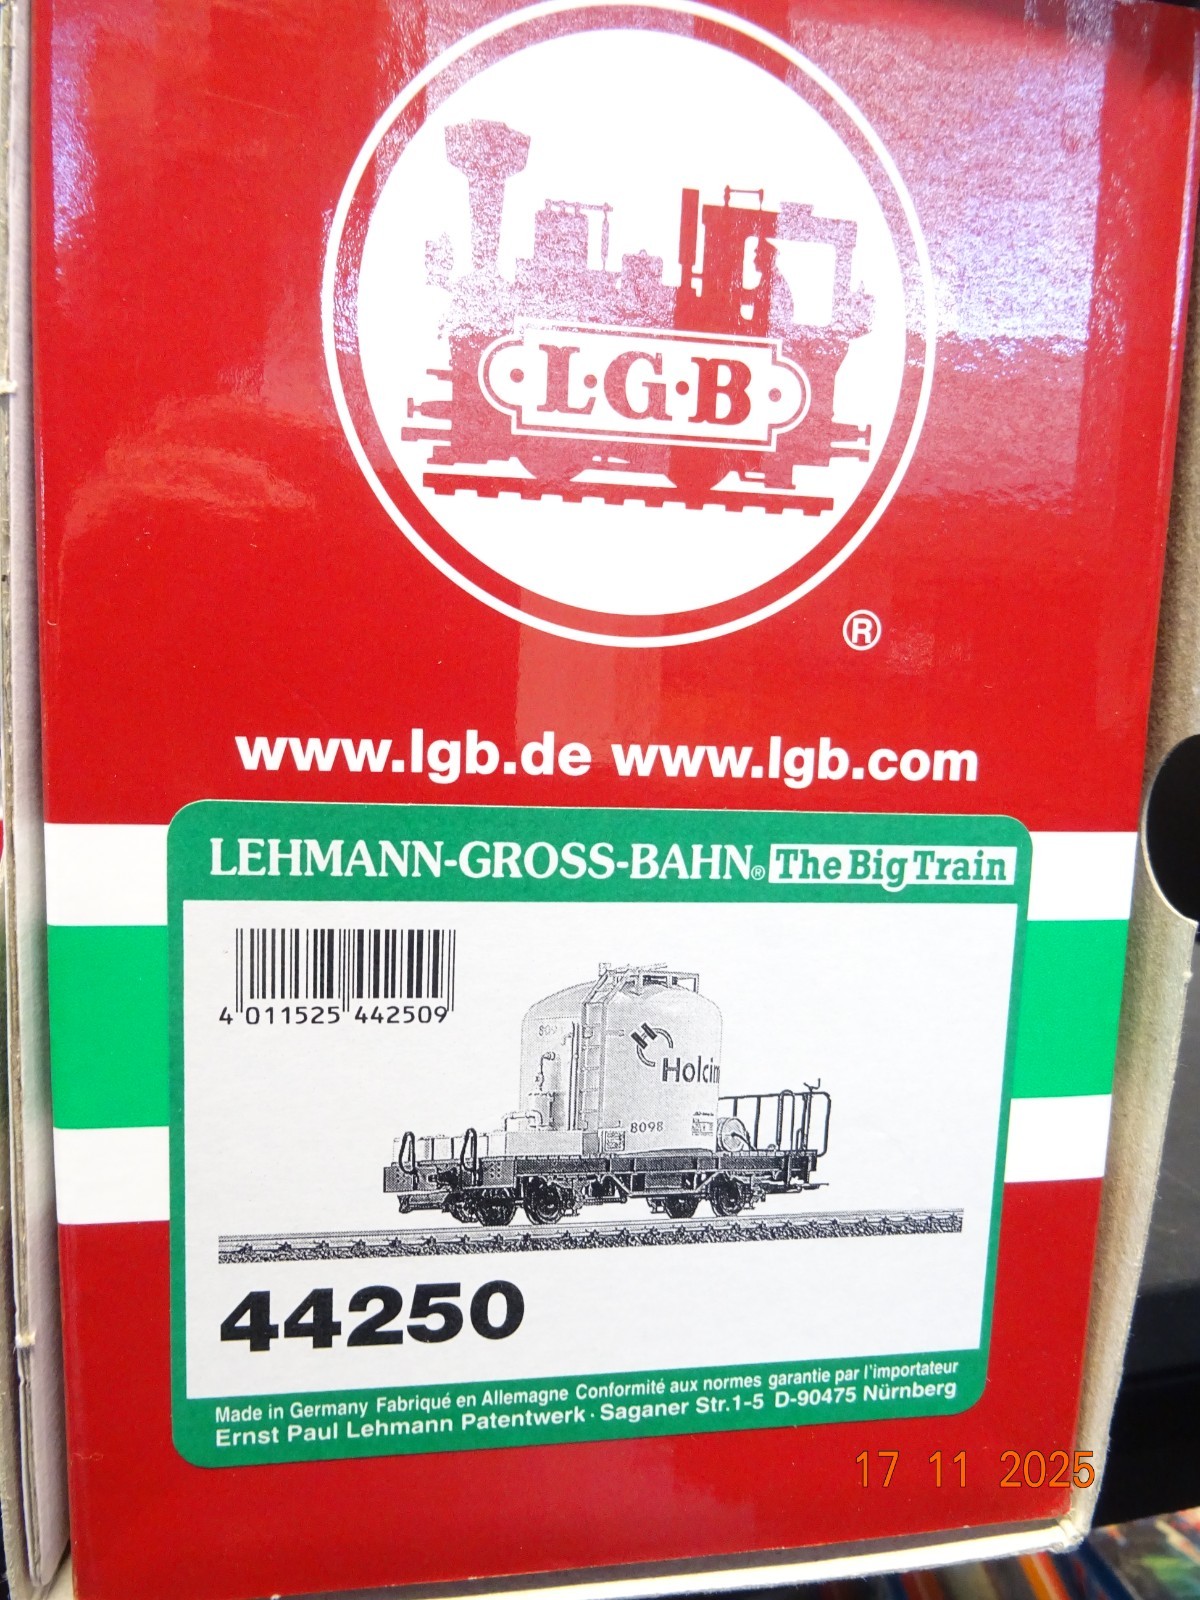 L·G·B
®
www.lgb.de www.lgb.com
LEHMANN-GROSS-BAHN® The Big Train
4 011525 442509
809
Holcim
8098
44250
Made in Germany Fabriqué en Allemagne Conformité aux normes garantie par l'importateur
Ernst Paul Lehmann Patentwerk · Saganer Str.1-5 D-90475 Nürnberg
17 11 2025